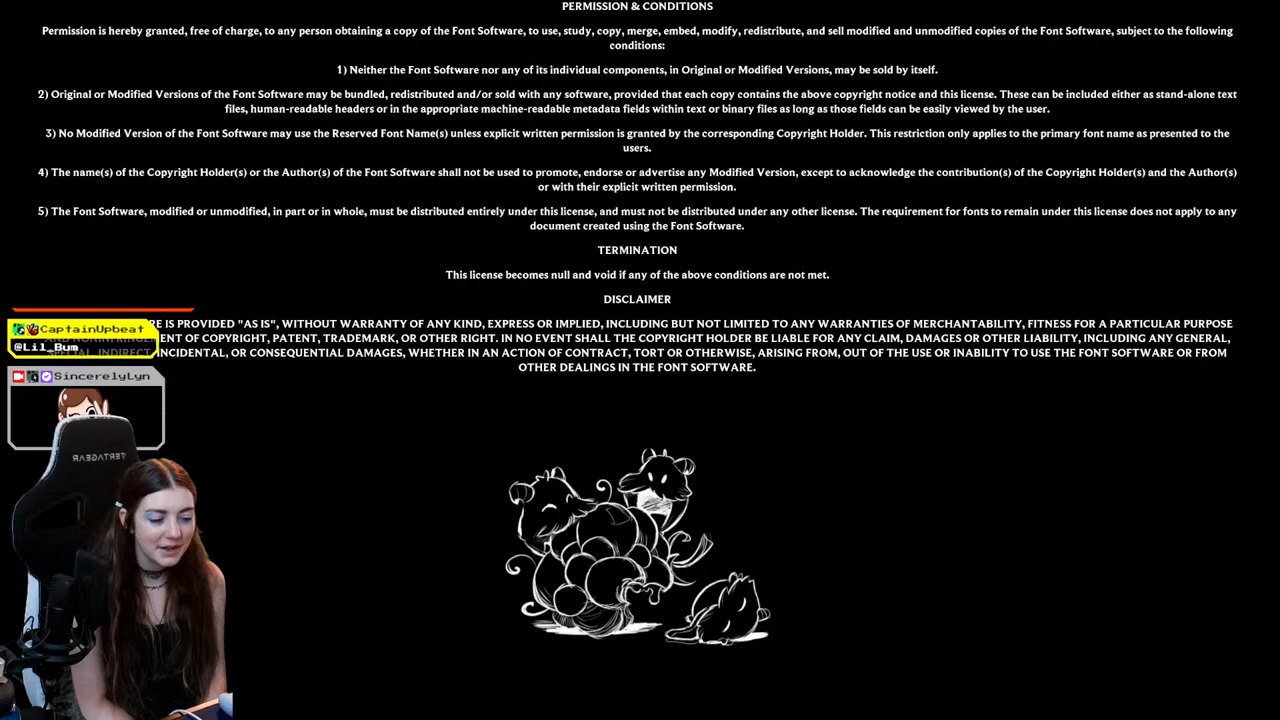 PERMISSION & CONDITIONS
Permission is hereby granted, free of charge, to any person obtaining a copy of the Font Software, to use, study, copy, merge, embed, modify, redistribute, and sell modified and unmodified copies of the Font Software, subject to the following
conditions:
1) Neither the Font Software nor any of its individual components, in Original or Modified Versions, may be sold by itself.
2) Original or Modified Versions of the Font Software may be bundled, redistributed and/or sold with any software, provided that each copy contains the above copyright notice and this license. These can be included either as stand-alone text
files, human-readable headers or in the appropriate machine-readable metadata fields within text or binary files as long as those fields can be easily viewed by the user.
3) No Modified Version of the Font Software may use the Reserved Font Name(s) unless explicit written permission is granted by the corresponding Copyright Holder. This restriction only applies to the primary font name as presented to the
users.
4) The name(s) of the Copyright Holder(s) or the Author(s) of the Font Software shall not be used to promote, endorse or advertise any Modified Version, except to acknowledge the contribution(s) of the Copyright Holder(s) and the Author(s)
or with their explicit written permission.
5) The Font Software, modified or unmodified, in part or in whole, must be distributed entirely under this license, and must not be distributed under any other license. The requirement for fonts to remain under this license does not apply to any
document created using the Font Software.
TERMINATION
This license becomes null and void if any of the above conditions are not met.
DISCLAIMER
RE IS PROVIDED "AS IS", WITHOUT WARRANTY OF ANY KIND, EXPRESS OR IMPLIED, INCLUDING BUT NOT LIMITED TO ANY WARRANTIES OF MERCHANTABILITY, FITNESS FOR A PARTICULAR PURPOSE
AND NONINFRINGEMENT OF COPYRIGHT, PATENT, TRADEMARK, OR OTHER RIGHT. IN NO EVENT SHALL THE COPYRIGHT HOLDER BE LIABLE FOR ANY CLAIM, DAMAGES OR OTHER LIABILITY, INCLUDING ANY GENERAL,
SPECIAL, INDIRECT, INCIDENTAL, OR CONSEQUENTIAL DAMAGES, WHETHER IN AN ACTION OF CONTRACT, TORT OR OTHERWISE, ARISING FROM, OUT OF THE USE OR INABILITY TO USE THE FONT SOFTWARE OR FROM
OTHER DEALINGS IN THE FONT SOFTWARE.
CaptainUpbeat
@Lil_Bum
SincerelyLyn
VERTAGEAR